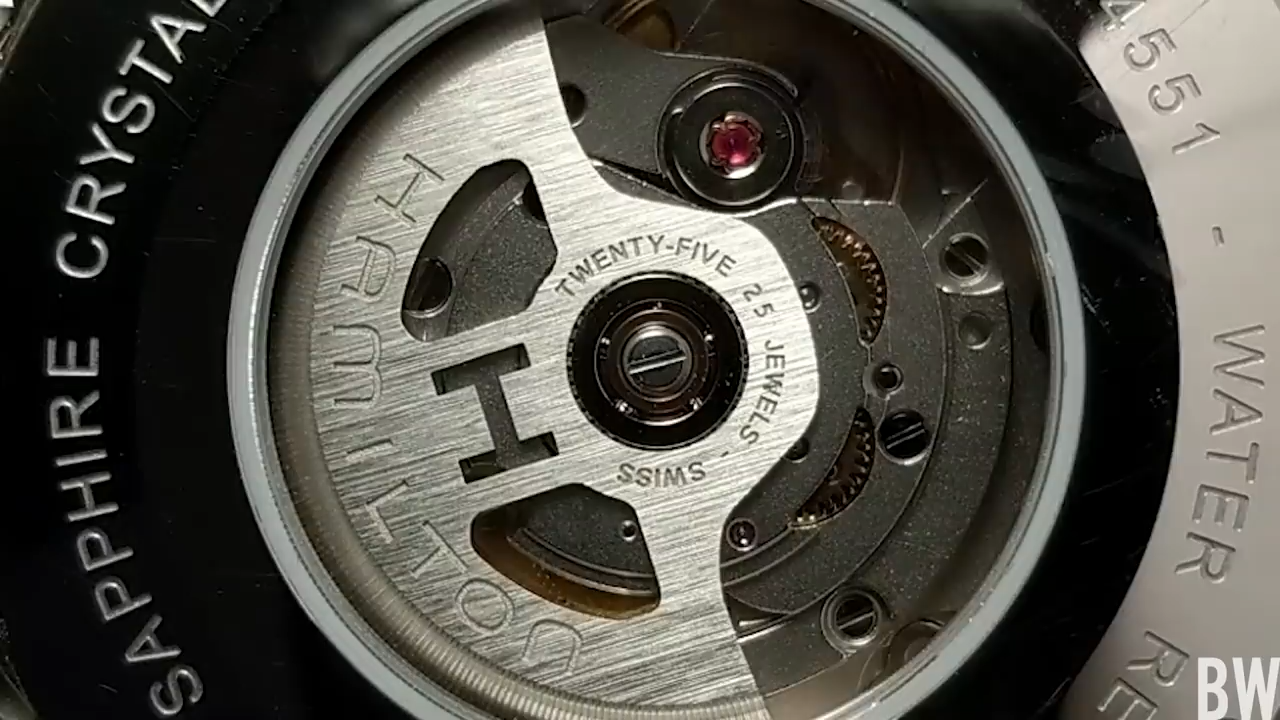 SAPPHIRE CRYSTAL
HAMILTON
H
TWENTY-FIVE 25 JEWELS
SWISS
4551 - WATER RE
BW